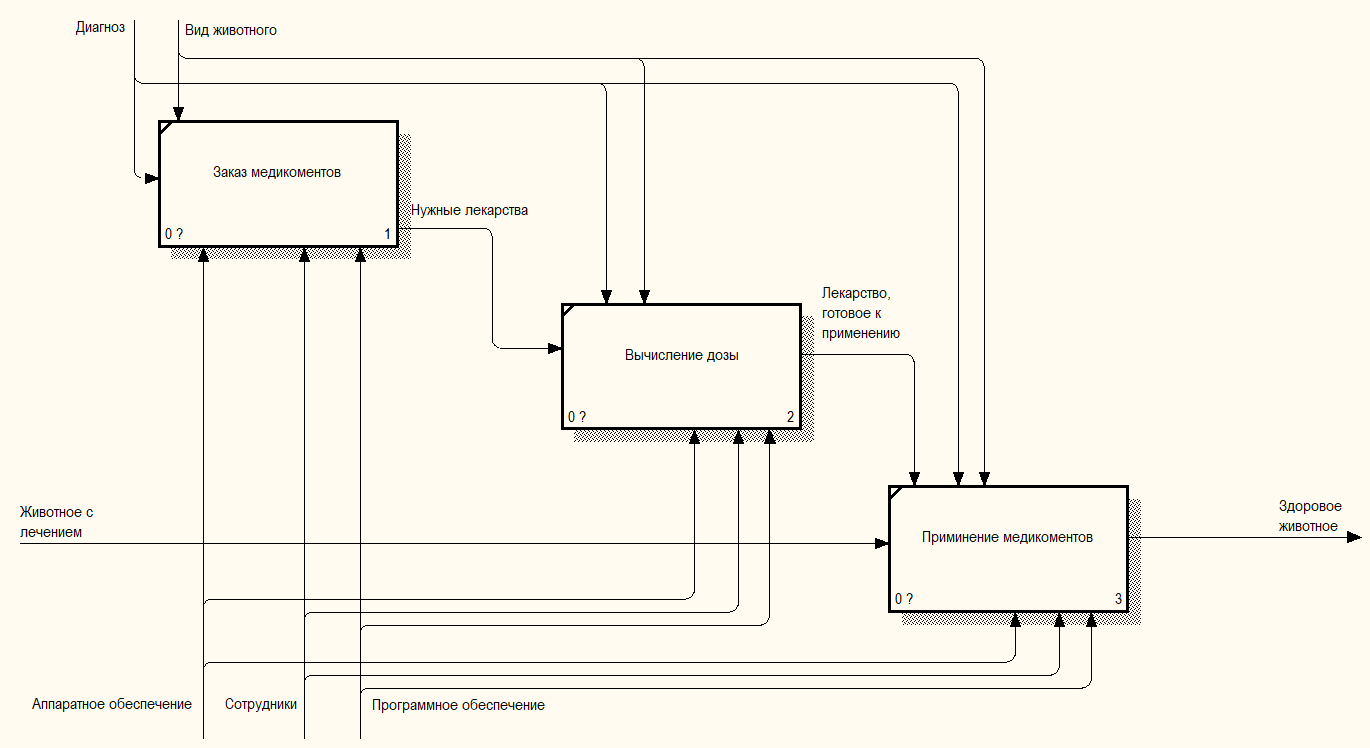 Диагноз
Вид животного
Заказ медикоментов
0 ?
1
Нужные лекарства
Лекарство,
готовое к
применению
Вычисление дозы
0 ?
2
Животное с
лечением
Приминение медикоментов
0 ?
3
Здоровое
животное
Аппаратное обеспечение
Сотрудники
Программное обеспечение